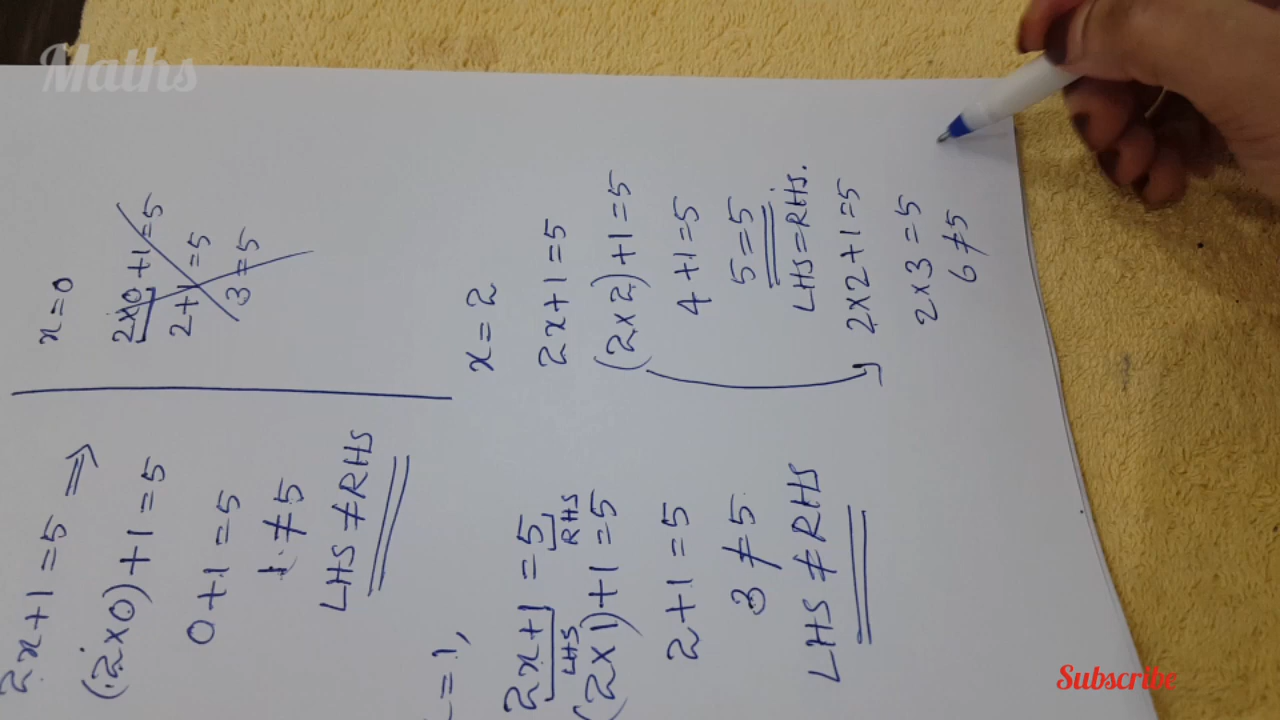 Maths
2x+1=5 ⇒
(2×0)+1=5
0+1=5
1≠5
LHS≠RHS
x=0
2×0+1=5
2+1=5
3=5
=1,
2x+1=5
LHS RHS
(2×1)+1=5
2+1=5
3≠5
LHS≠RHS
x=2
2x+1=5
(2×2)+1=5
4+1=5
5=5
LHS=RHS.
2×2+1=5
2×3=5
6≠5
Subscribe